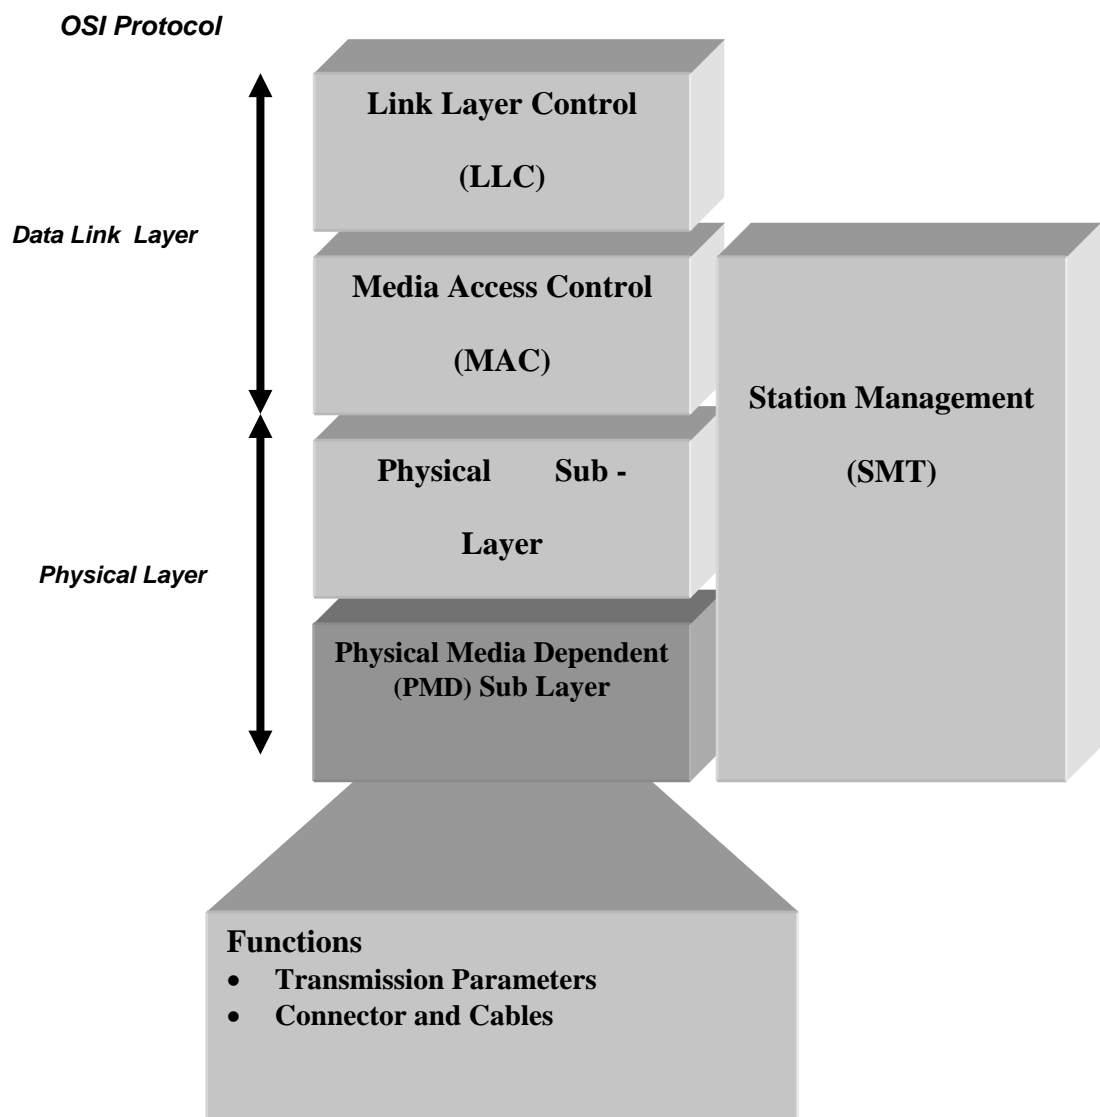 OSI Protocol
Link Layer Control
(LLC)
Data Link Layer
Media Access Control
(MAC)
Station Management
(SMT)
Physical Sub -
Layer
Physical Layer
Physical Media Dependent
(PMD) Sub Layer
Functions
• Transmission Parameters
• Connector and Cables